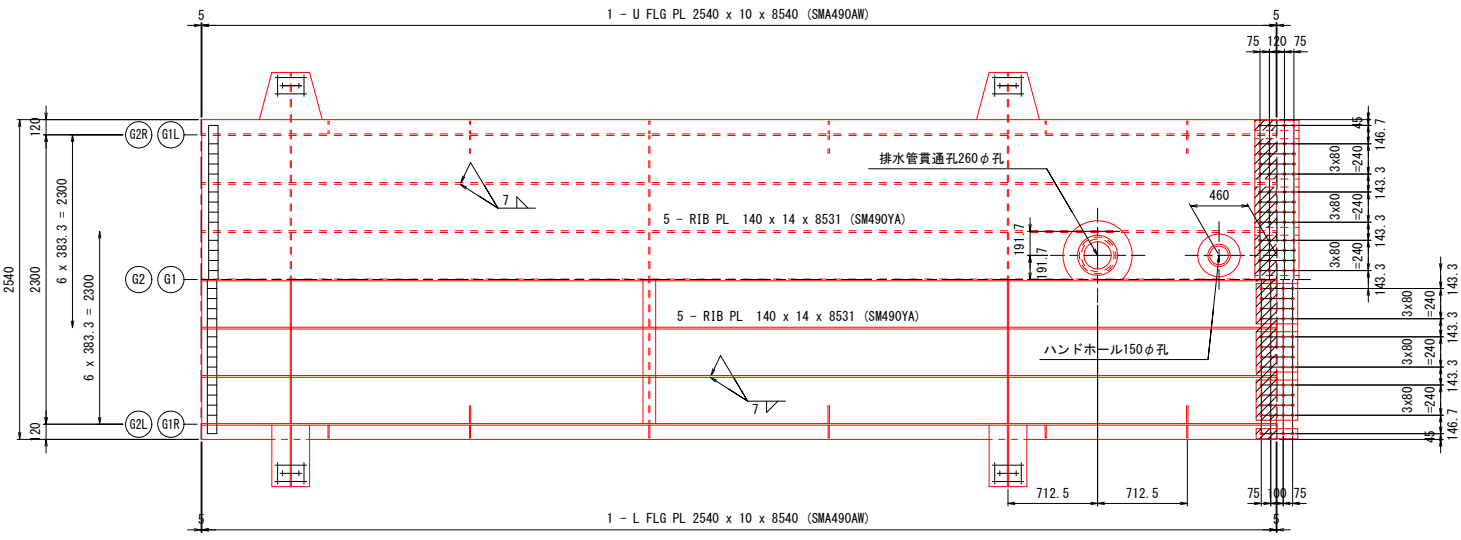 5
1 - U FLG PL 2540 x 10 x 8540 (SMA490AW)
5
75 120 75
120
G2R
G1L
45
146.7
排水管貫通孔260φ孔
3x80
=240
143.3
7
460
6 x 383.3 = 2300
5 - RIB PL 140 x 14 x 8531 (SM490YA)
3x80
=240
143.3
191.7
191.7
3x80
=240
143.3
2540
2300
G2
G1
6 x 383.3 = 2300
5 - RIB PL 140 x 14 x 8531 (SM490YA)
143.3
3x80
=240
143.3
ハンドホール150φ孔
3x80
=240
143.3
7
3x80
=240
146.7
45
G2L
G1R
120
712.5
712.5
75 100 75
5
1 - L FLG PL 2540 x 10 x 8540 (SMA490AW)
5